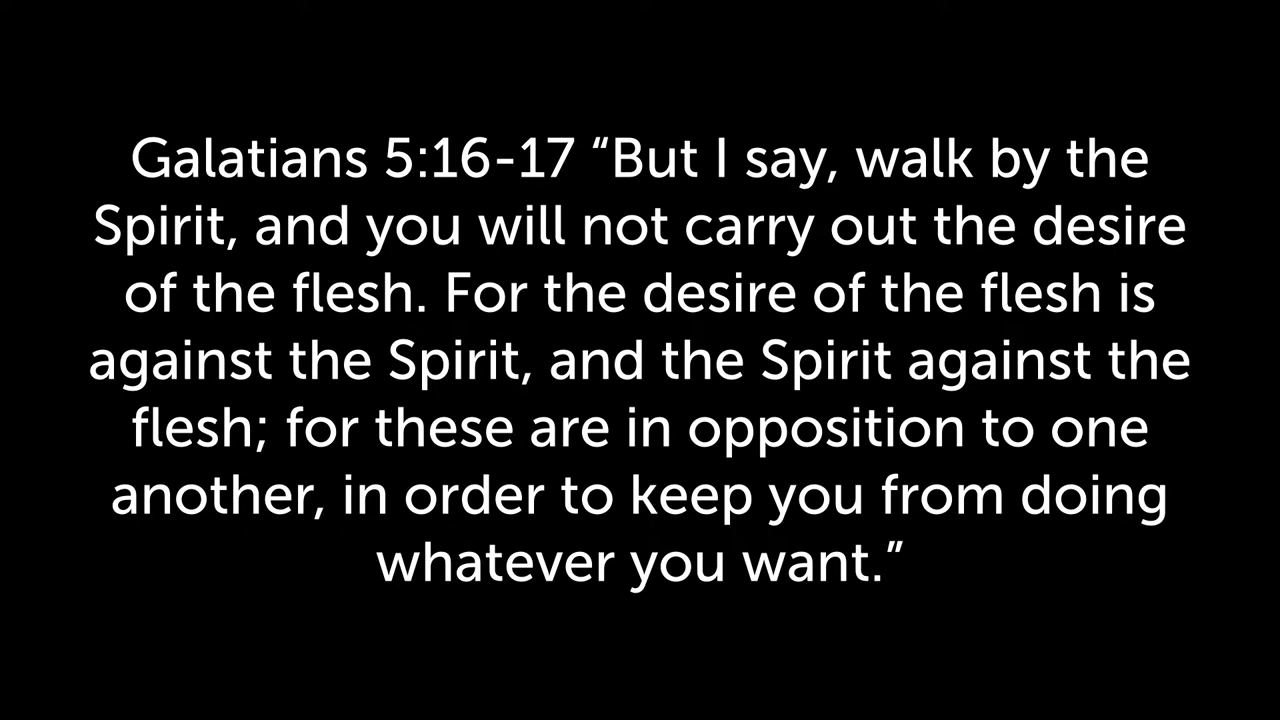 Galatians 5:16-17 “But I say, walk by the
Spirit, and you will not carry out the desire
of the flesh. For the desire of the flesh is
against the Spirit, and the Spirit against the
flesh; for these are in opposition to one
another, in order to keep you from doing
whatever you want.”